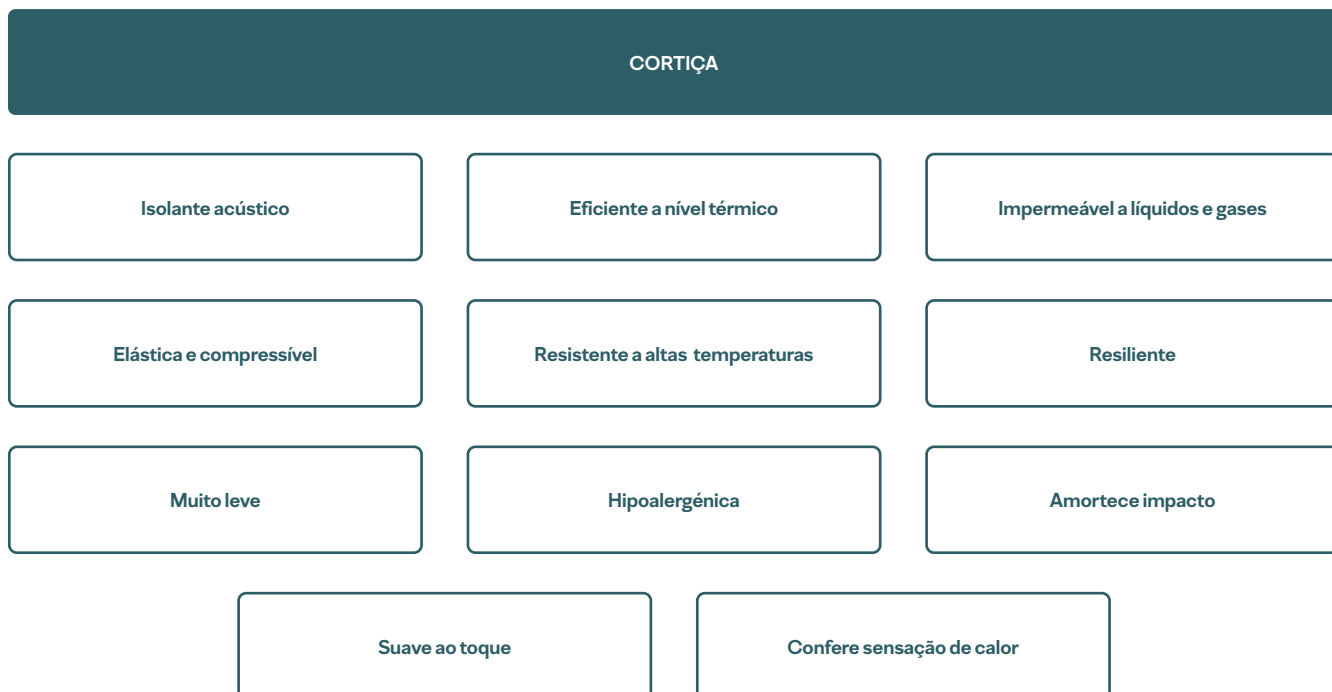 CORTIÇA
Isolante acústico
Eficiente a nível térmico
Impermeável a líquidos e gases
Elástica e compressível
Resistente a altas temperaturas
Resiliente
Muito leve
Hipoalergénica
Amortece impacto
Suave ao toque
Confere sensação de calor